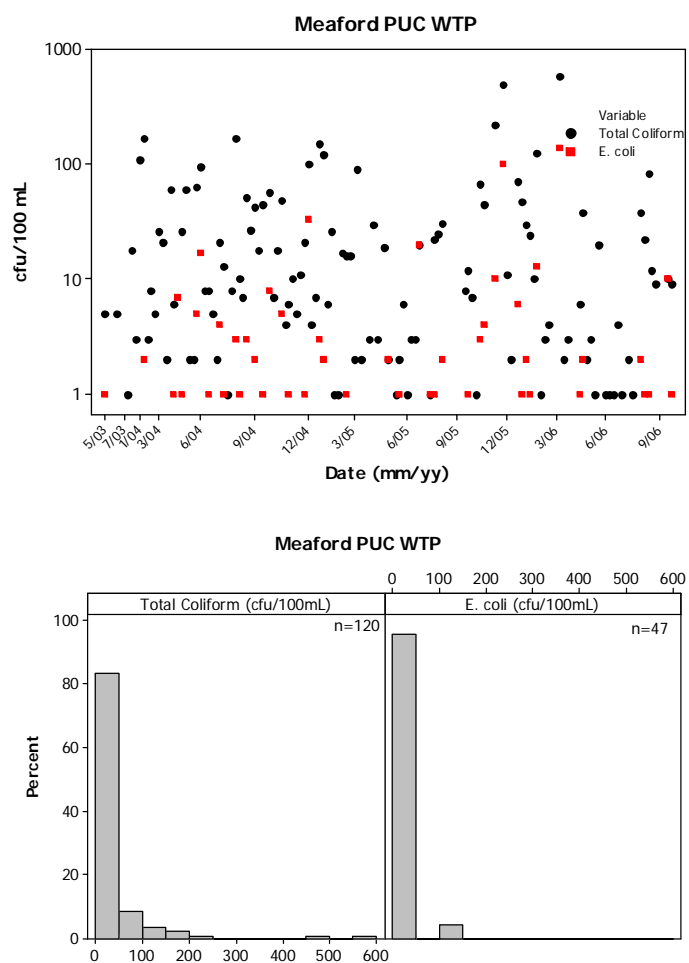 Meaford PUC WTP
1000
100
10
1
cfu/100 mL
Variable
Total Coliform
E. coli
5/03 7/03 1/04 3/04 6/04 9/04 12/04 3/05 6/05 9/05 12/05 3/06 6/06 9/06
Date (mm/yy)
Meaford PUC WTP
0 100 200 300 400 500 600
Total Coliform (cfu/100mL) E. coli (cfu/100mL)
n=120 n=47
100
80
60
40
20
0
Percent
0 100 200 300 400 500 600